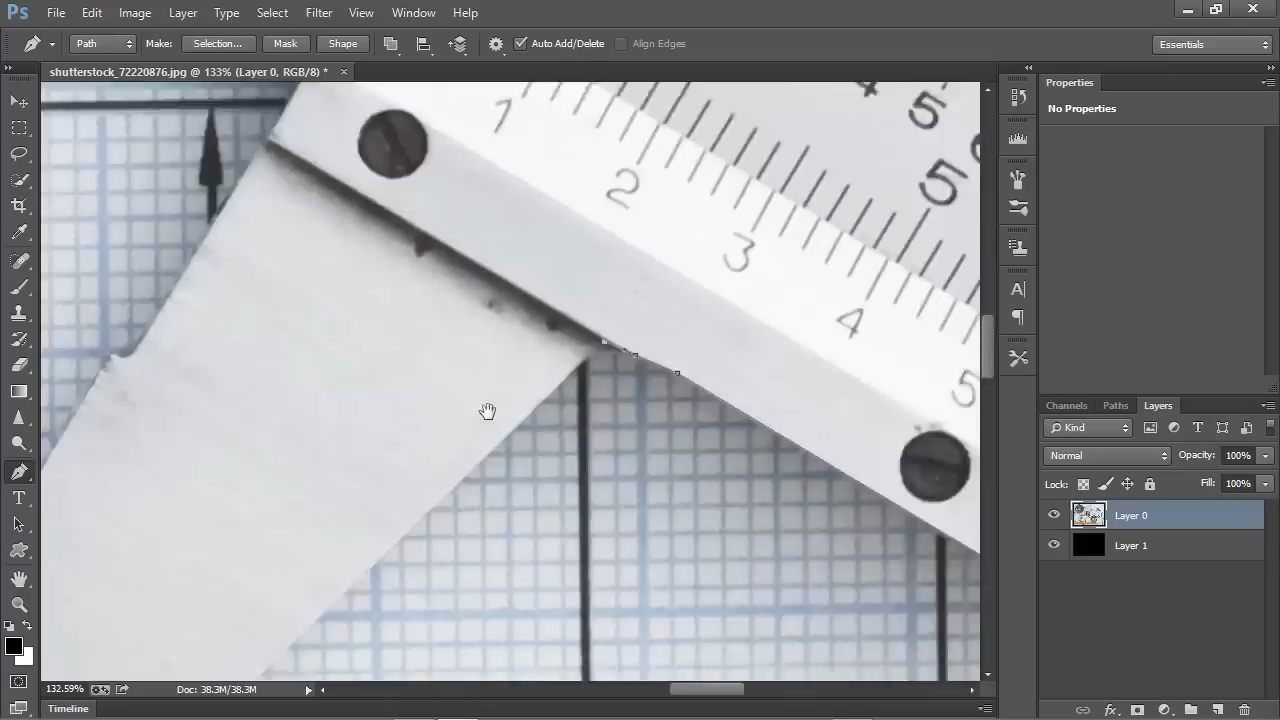 Ps File Edit Image Layer Type Select Filter View Window Help
Path Make: Selection... Mask Shape Auto Add/Delete Align Edges Essentials
shutterstock_72220876.jpg @ 133% (Layer 0, RGB/8) * ×
Properties
No Properties
1
2
3
4
5
4
5
5
Channels Paths Layers
Kind
Normal Opacity: 100%
Lock: Fill: 100%
Layer 0
Layer 1
132.59% Doc: 38.3M/38.3M
Timeline